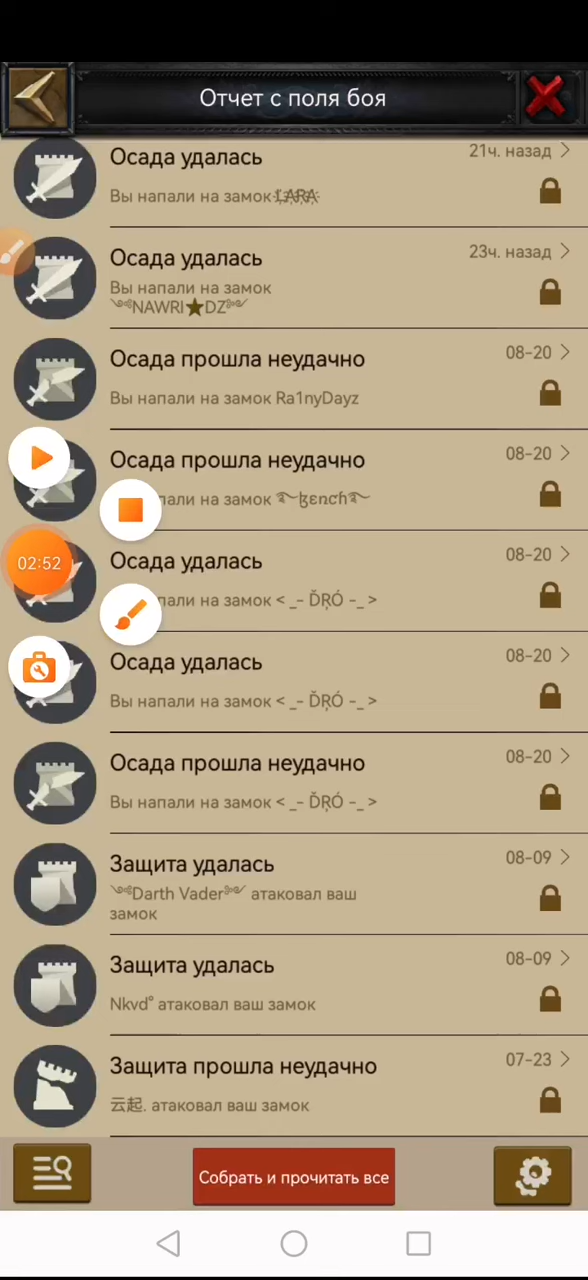 Отчет с поля боя
Осада удалась
21ч. назад
Вы напали на замок ҉LARA҉
Осада удалась
23ч. назад
Вы напали на замок
༺NAWRI★DZ༻
Осада прошла неудачно
08-20
Вы напали на замок Ra1nyDayz
Осада прошла неудачно
08-20
пали на замок
Осада удалась
08-20
02:52
пали на замок < _- ĎŖÓ -_ >
Осада удалась
08-20
Вы напали на замок < _- ĎŖÓ -_ >
Осада прошла неудачно
08-20
Вы напали на замок < _- ĎŖÓ -_ >
Защита удалась
08-09
༺Darth Vader༻ атаковал ваш
замок
Защита удалась
08-09
Nkvd° атаковал ваш замок
Защита прошла неудачно
07-23
云起. атаковал ваш замок
Собрать и прочитать все